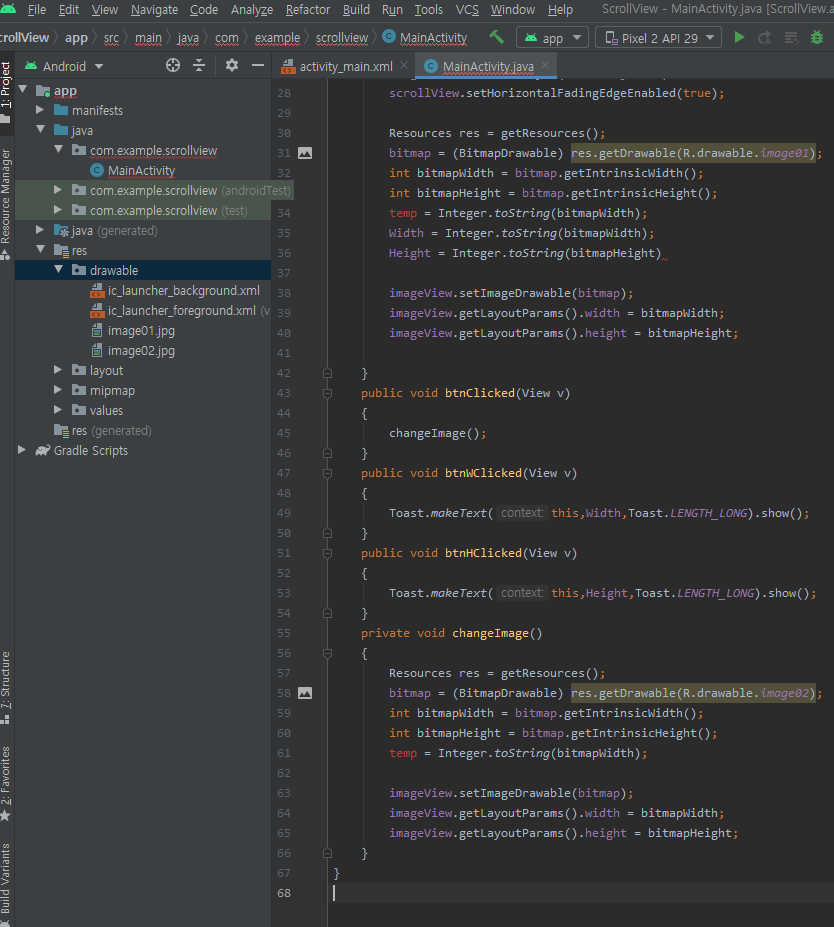 File Edit View Navigate Code Analyze Refactor Build Run Tools VCS Window Help ScrollView - MainActivity.java [ScrollView.a
crollView app src main java com example scrollview MainActivity app Pixel 2 API 29
1: Project
Resource Manager
7: Structure
2: Favorites
Build Variants
Android
app
manifests
java
com.example.scrollview
MainActivity
com.example.scrollview (androidTest)
com.example.scrollview (test)
java (generated)
res
drawable
ic_launcher_background.xml
ic_launcher_foreground.xml (v
image01.jpg
image02.jpg
layout
mipmap
values
res (generated)
Gradle Scripts
activity_main.xml MainActivity.java
28 scrollView.setHorizontalFadingEdgeEnabled(true);
29
30 Resources res = getResources();
31 bitmap = (BitmapDrawable) res.getDrawable(R.drawable.image01);
32 int bitmapWidth = bitmap.getIntrinsicWidth();
int bitmapHeight = bitmap.getIntrinsicHeight();
34 temp = Integer.toString(bitmapWidth);
35 Width = Integer.toString(bitmapWidth);
36 Height = Integer.toString(bitmapHeight)
37
38 imageView.setImageDrawable(bitmap);
39 imageView.getLayoutParams().width = bitmapWidth;
40 imageView.getLayoutParams().height = bitmapHeight;
41
42 }
43 public void btnClicked(View v)
44 {
45 changeImage();
46 }
47 public void btnWClicked(View v)
48 {
49 Toast.makeText( context: this,Width,Toast.LENGTH_LONG).show();
50 }
51 public void btnHClicked(View v)
52 {
53 Toast.makeText( context: this,Height,Toast.LENGTH_LONG).show();
54 }
55 private void changeImage()
56 {
57 Resources res = getResources();
58 bitmap = (BitmapDrawable) res.getDrawable(R.drawable.image02);
59 int bitmapWidth = bitmap.getIntrinsicWidth();
60 int bitmapHeight = bitmap.getIntrinsicHeight();
61 temp = Integer.toString(bitmapWidth);
62
63 imageView.setImageDrawable(bitmap);
64 imageView.getLayoutParams().width = bitmapWidth;
65 imageView.getLayoutParams().height = bitmapHeight;
66 }
67 }
68